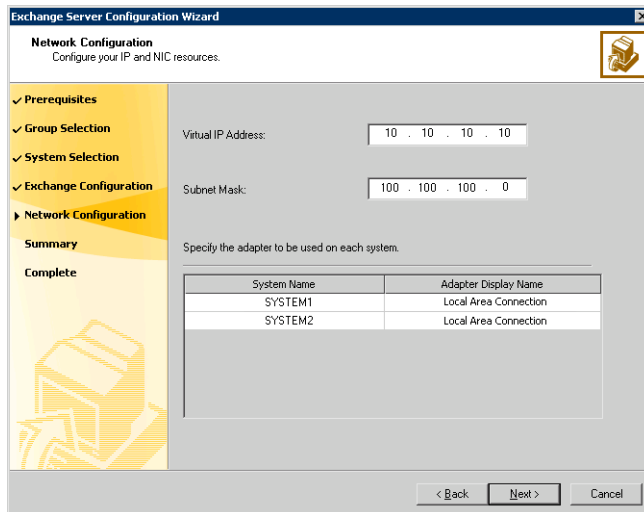 Exchange Server Configuration Wizard
Network Configuration
Configure your IP and NIC resources.
Prerequisites
Group Selection
System Selection
Exchange Configuration
Network Configuration
Summary
Complete
Virtual IP Address: 10 . 10 . 10 . 10
Subnet Mask: 100 . 100 . 100 . 0
Specify the adapter to be used on each system.
System Name Adapter Display Name
SYSTEM1 Local Area Connection
SYSTEM2 Local Area Connection
< Back Next > Cancel